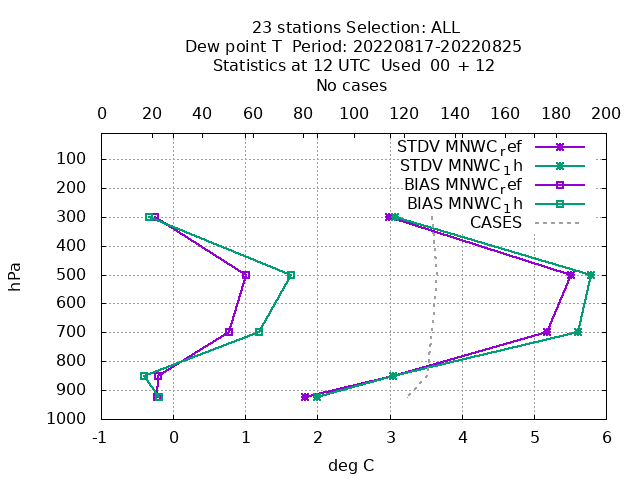 23 stations Selection: ALL
Dew point T  Period: 20220817-20220825
Statistics at 12 UTC  Used  00 + 12
No cases
0 20 40 60 80 100 120 140 160 180 200
STDV MNWC_ref
STDV MNWC_1h
BIAS MNWC_ref
BIAS MNWC_1h
CASES
100
200
300
400
500
600
700
800
900
1000
hPa
-1 0 1 2 3 4 5 6
deg C